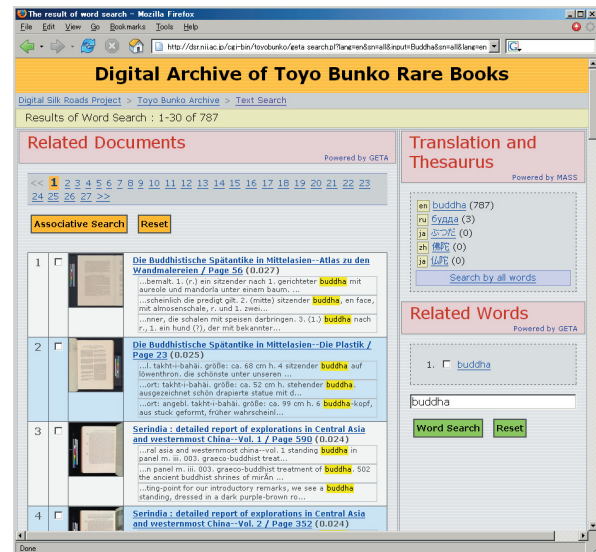 The result of word search - Mozilla Firefox
File Edit View Go Bookmarks Tools Help
http://dsr.nii.ac.jp/cgi-bin/toyobunko/geta_search.pl?lang=en&sn=all&input=Buddha&sn=all&lang=en
Digital Archive of Toyo Bunko Rare Books
Digital Silk Roads Project > Toyo Bunko Archive > Text Search
Results of Word Search : 1-30 of 787
Related Documents
Powered by GETA
<< 1 2 3 4 5 6 7 8 9 10 11 12 13 14 15 16 17 18 19 20 21 22 23
24 25 26 27 >>
Associative Search Reset
1
Die Buddhistische Spätantike in Mittelasien--Atlas zu den
Wandmalereien / Page 56 (0.027)
...bemalt. 1. (r.) ein sitzender nach 1. gerichteter buddha mit
aureole und mandorla unter einem baum. ...
...scheinlich die predigt gilt. 2. (mitte) sitzender buddha, en face,
mit almosenschale, r. und 1. zwei...
...nner, die schalen mit speisen darbringen. 3. (1.) buddha nach
r., 1. ein hund (?), der mit bekannter...
2
Die Buddhistische Spätantike in Mittelasien--Die Plastik /
Page 23 (0.025)
...l. takht-i-bahāi. größe: ca. 68 cm h. 4 sitzender buddha auf
löwenthron. die schönste unter unseren ...
...ort: takht-i-bahāi. größe: ca. 52 cm h. stehender buddha.
ausgezeichnet schön drapierte statue mit d...
...ort: angebl. takht-i-bahāi. größe: ca. 99 cm h. 6 buddha-kopf,
aus stuck geformt, früher wahrscheinl...
3
Serindia : detailed report of explorations in Central Asia
and westernmost China--Vol. 1 / Page 590 (0.024)
...ral asia and westernmost china--vol. 1 standing buddha in
panel m. iii. 003. graeco-buddhist treat...
...n panel m. iii. 003. graeco-buddhist treatment of buddha. 502
the ancient buddhist shrines of mirĀn ...
...ting-point for our introductory remarks, we see a buddha
standing, dressed in a dark purple-brown ro...
4
Serindia : detailed report of explorations in Central Asia
and westernmost China--Vol. 2 / Page 352 (0.024)
Translation and
Thesaurus
Powered by MASS
en buddha (787)
ru будда (3)
ja ぶつだ (0)
zh 佛陀 (0)
ja 仏陀 (0)
Search by all words
Related Words
Powered by GETA
1. buddha
buddha
Word Search Reset
Done